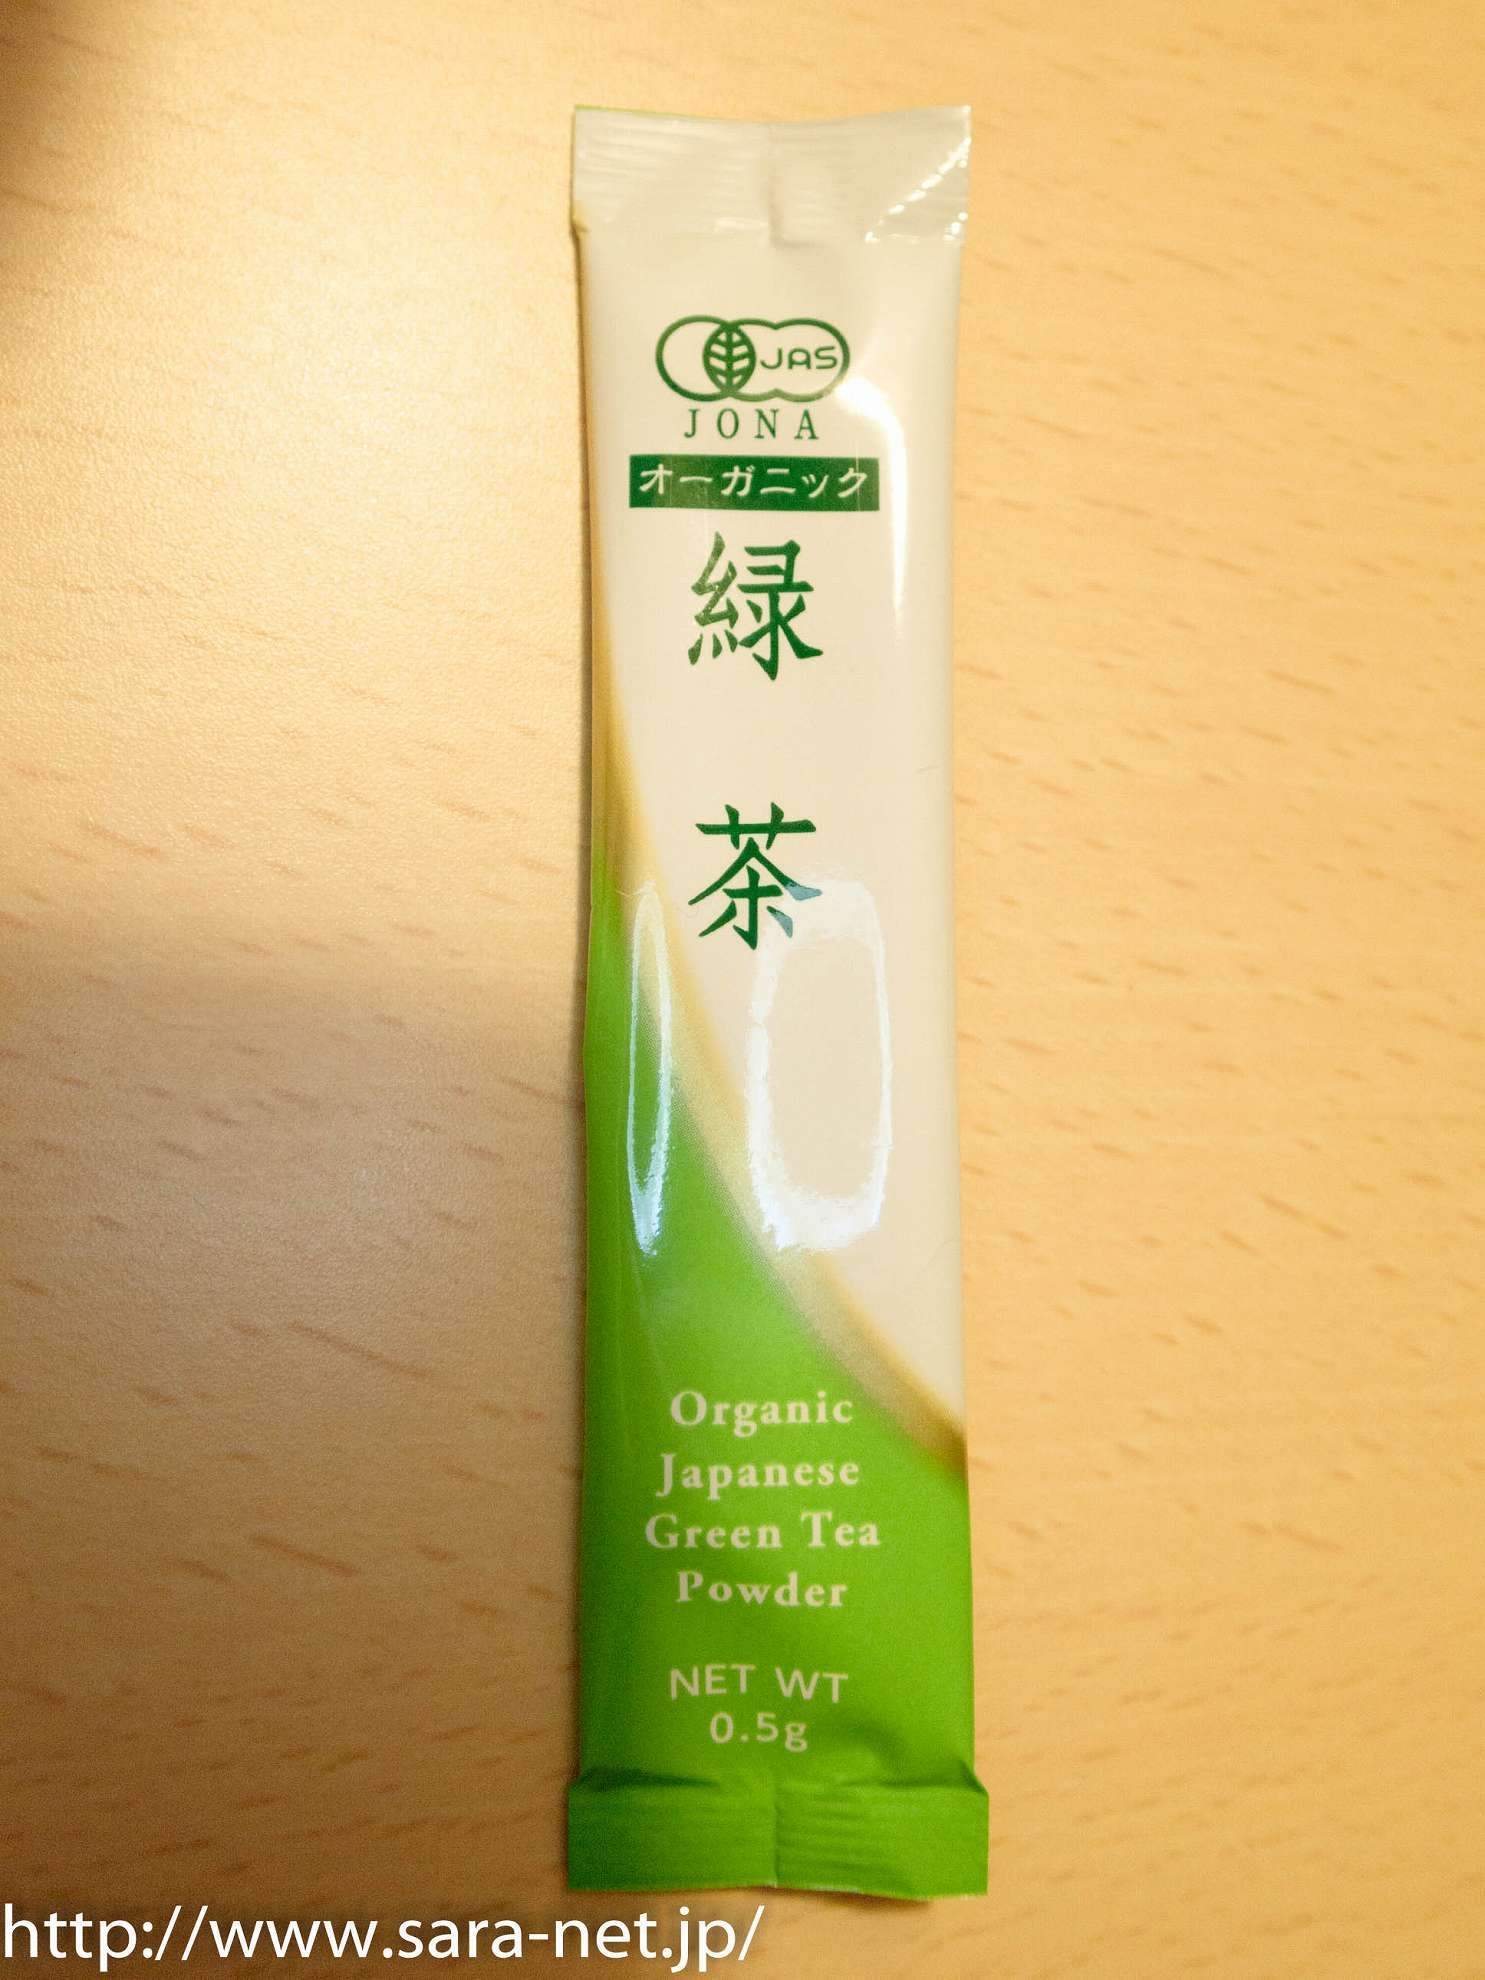 JAS
JONA
オーガニック
緑
茶
Organic
Japanese
Green Tea
Powder
NET WT
0.5g
http://www.sara-net.jp/